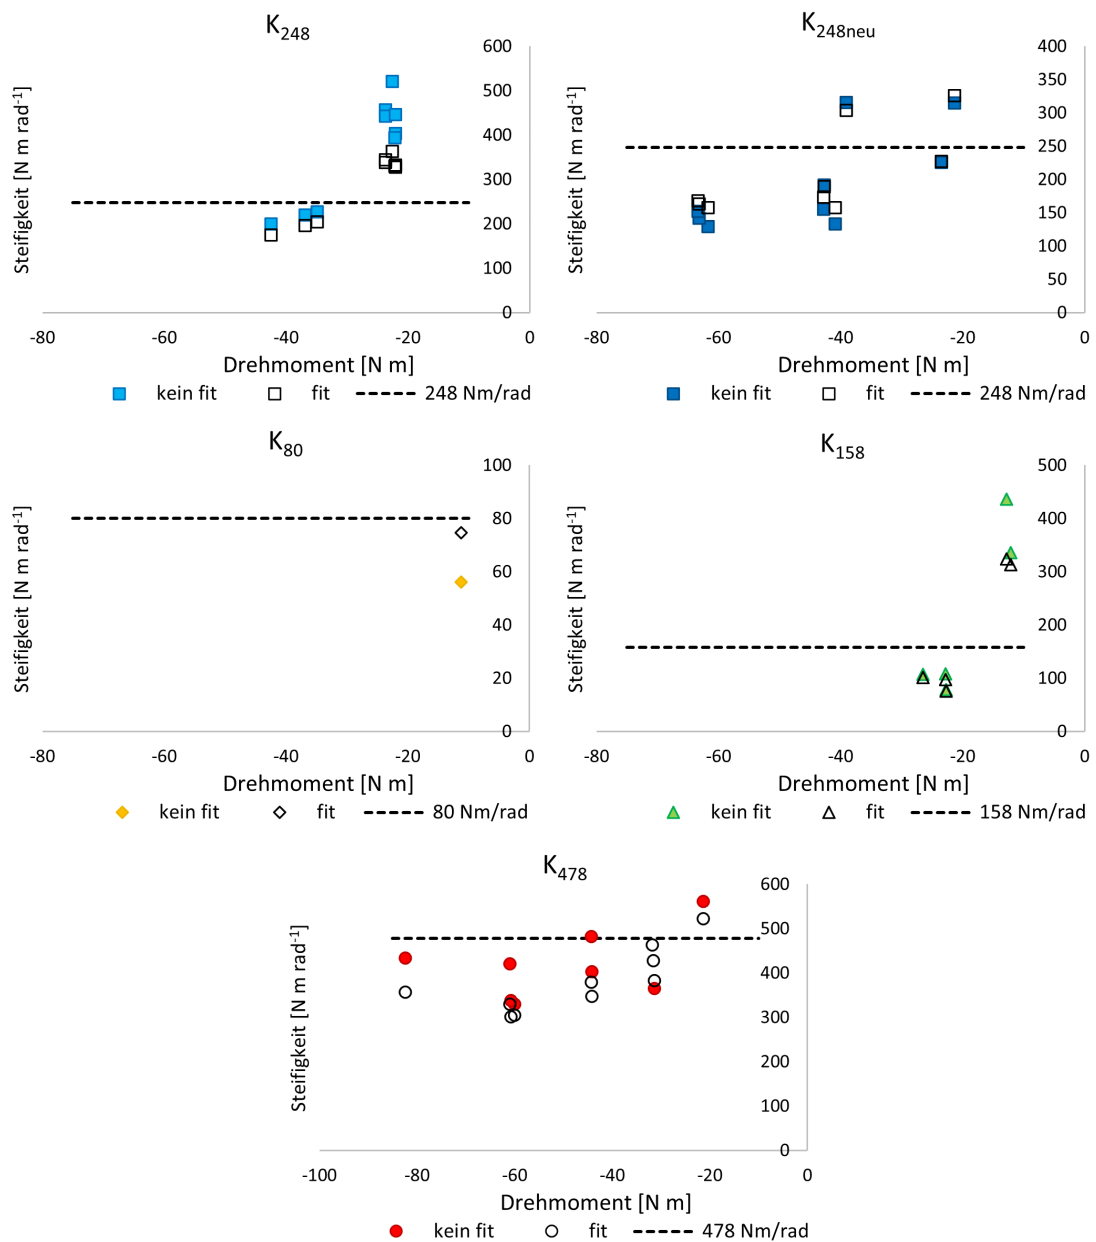 K248
600
500
400
300
200
100
0
Steifigkeit [N m rad-1]
-80 -60 -40 -20 0
Drehmoment [N m]
kein fit fit 248 Nm/rad
K248neu
400
350
300
250
200
150
100
50
0
Steifigkeit [N m rad-1]
-80 -60 -40 -20 0
Drehmoment [N m]
kein fit fit 248 Nm/rad
K80
100
80
60
40
20
0
Steifigkeit [N m rad-1]
-80 -60 -40 -20 0
Drehmoment [N m]
kein fit fit 80 Nm/rad
K158
500
400
300
200
100
0
Steifigkeit [N m rad-1]
-80 -60 -40 -20 0
Drehmoment [N m]
kein fit fit 158 Nm/rad
K478
600
500
400
300
200
100
0
Steifigkeit [N m rad-1]
-100 -80 -60 -40 -20 0
Drehmoment [N m]
kein fit fit 478 Nm/rad